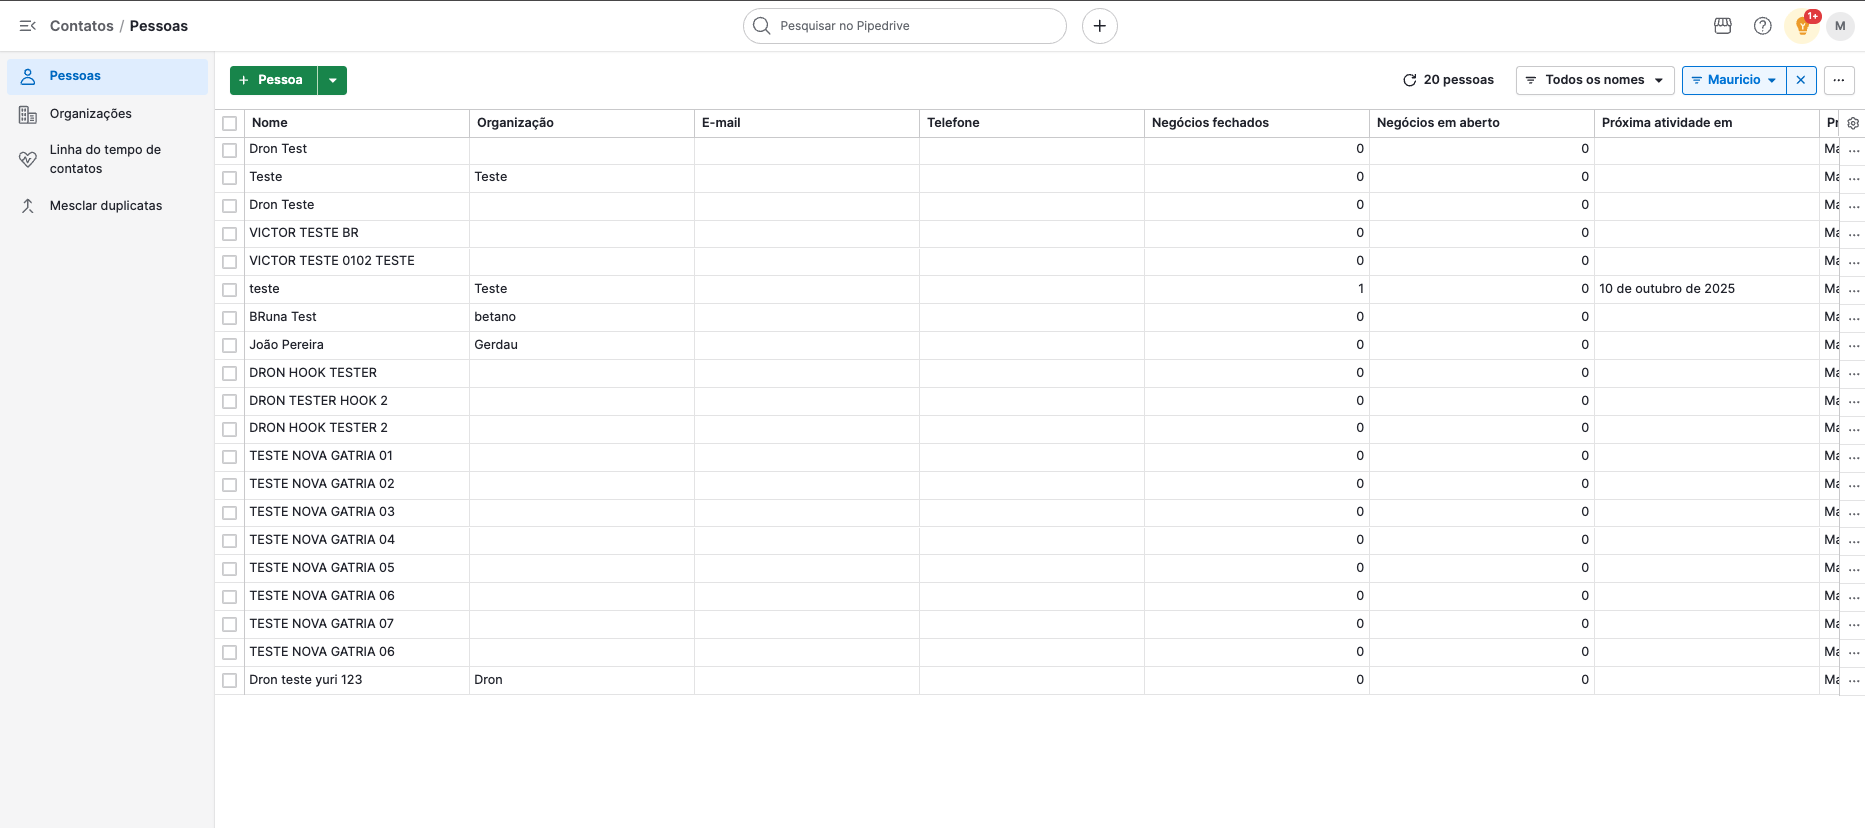 Contatos / Pessoas
Pesquisar no Pipedrive
1+
M
Pessoas
Organizações
Linha do tempo de
contatos
Mesclar duplicatas
+ Pessoa
20 pessoas
Todos os nomes
Mauricio
Nome Organização E-mail Telefone Negócios fechados Negócios em aberto Próxima atividade em Pr
Dron Test 0 0 Ma
Teste Teste 0 0 Ma
Dron Teste 0 0 Ma
VICTOR TESTE BR 0 0 Ma
VICTOR TESTE 0102 TESTE 0 0 Ma
teste Teste 1 0 10 de outubro de 2025 Ma
BRuna Test betano 0 0 Ma
João Pereira Gerdau 0 0 Ma
DRON HOOK TESTER 0 0 Ma
DRON TESTER HOOK 2 0 0 Ma
DRON HOOK TESTER 2 0 0 Ma
TESTE NOVA GATRIA 01 0 0 Ma
TESTE NOVA GATRIA 02 0 0 Ma
TESTE NOVA GATRIA 03 0 0 Ma
TESTE NOVA GATRIA 04 0 0 Ma
TESTE NOVA GATRIA 05 0 0 Ma
TESTE NOVA GATRIA 06 0 0 Ma
TESTE NOVA GATRIA 07 0 0 Ma
TESTE NOVA GATRIA 06 0 0 Ma
Dron teste yuri 123 Dron 0 0 Ma